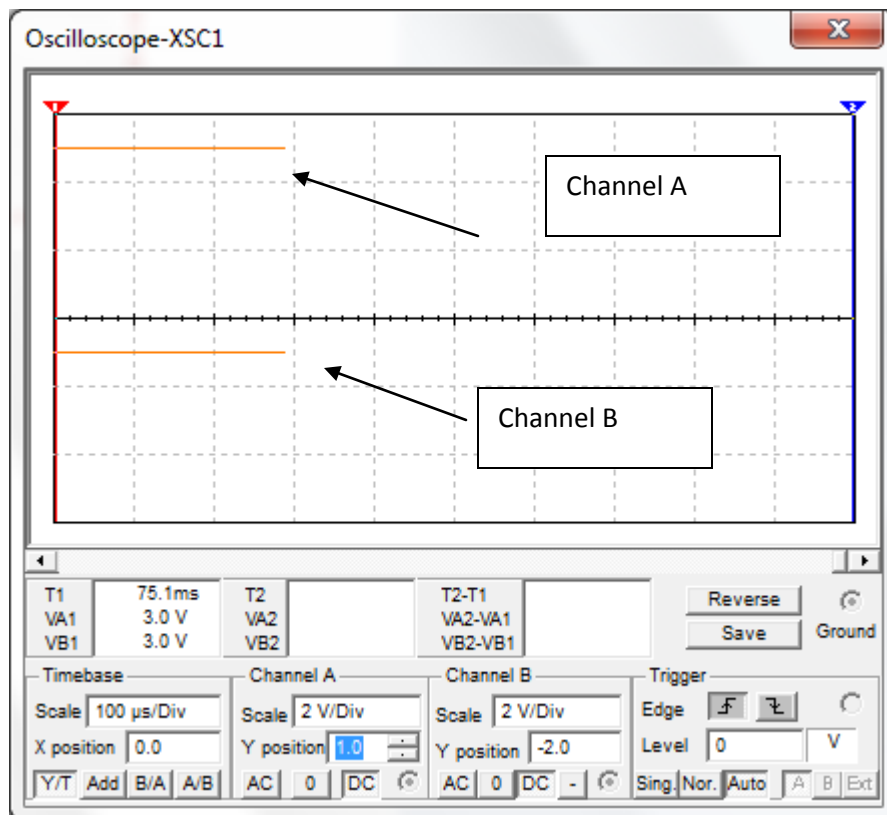 Oscilloscope-XSC1
1 2
Channel A
Channel B
T1 75.1ms T2 T2-T1
VA1 3.0 V VA2 VA2-VA1
VB1 3.0 V VB2 VB2-VB1
Reverse
Save
Ground
Timebase Channel A Channel B Trigger
Scale 100 µs/Div Scale 2 V/Div Scale 2 V/Div Edge
X position 0.0 Y position 1.0 Y position -2.0 Level 0 V
Y/T Add B/A A/B AC 0 DC AC 0 DC - Sing. Nor. Auto A B Ext